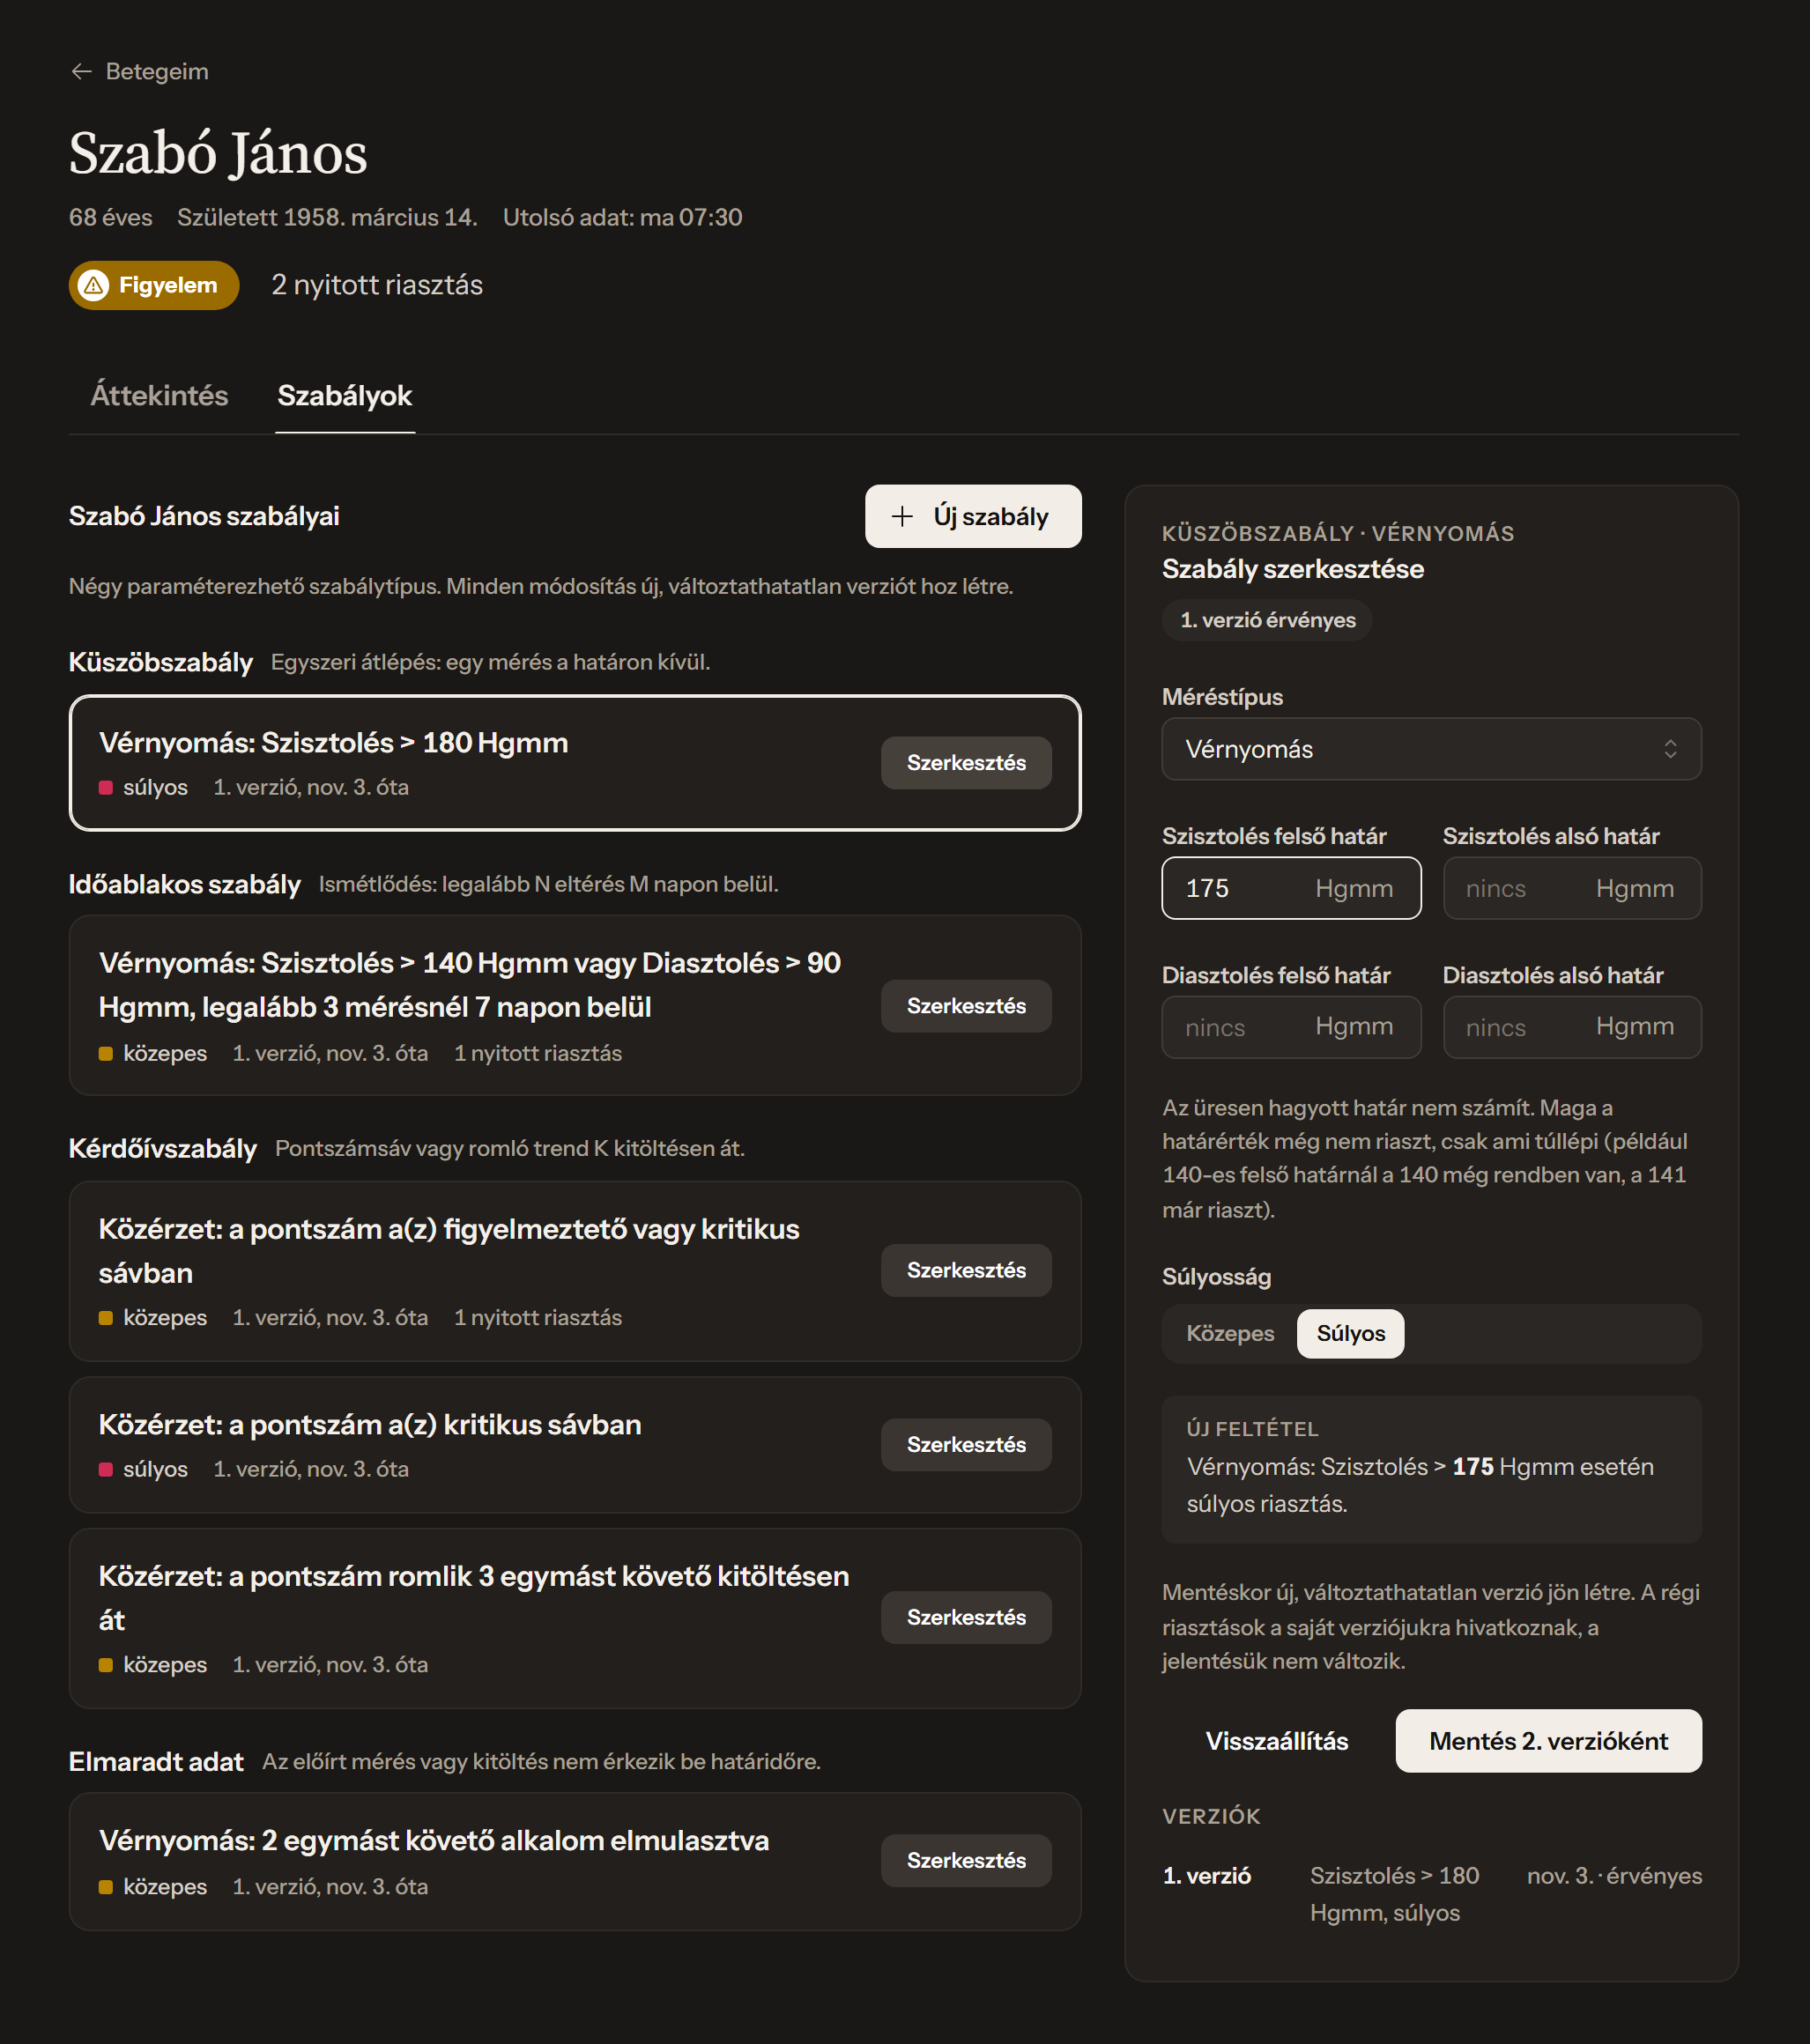 ← Betegeim
Szabó János
68 éves Született 1958. március 14. Utolsó adat: ma 07:30
Figyelem 2 nyitott riasztás
Áttekintés Szabályok
Szabó János szabályai
+ Új szabály
Négy paraméterezhető szabálytípus. Minden módosítás új, változtathatatlan verziót hoz létre.
Küszöbszabály Egyszeri átlépés: egy mérés a határon kívül.
Vérnyomás: Szisztolés > 180 Hgmm
súlyos 1. verzió, nov. 3. óta
Szerkesztés
Időablakos szabály Ismétlődés: legalább N eltérés M napon belül.
Vérnyomás: Szisztolés > 140 Hgmm vagy Diasztolés > 90
Hgmm, legalább 3 mérésnél 7 napon belül
közepes 1. verzió, nov. 3. óta 1 nyitott riasztás
Szerkesztés
Kérdőívszabály Pontszámsáv vagy romló trend K kitöltésen át.
Közérzet: a pontszám a(z) figyelmeztető vagy kritikus
sávban
közepes 1. verzió, nov. 3. óta 1 nyitott riasztás
Szerkesztés
Közérzet: a pontszám a(z) kritikus sávban
súlyos 1. verzió, nov. 3. óta
Szerkesztés
Közérzet: a pontszám romlik 3 egymást követő kitöltésen
át
közepes 1. verzió, nov. 3. óta
Szerkesztés
Elmaradt adat Az előírt mérés vagy kitöltés nem érkezik be határidőre.
Vérnyomás: 2 egymást követő alkalom elmulasztva
közepes 1. verzió, nov. 3. óta
Szerkesztés
KÜSZÖBSZABÁLY · VÉRNYOMÁS
Szabály szerkesztése
1. verzió érvényes
Méréstípus
Vérnyomás
Szisztolés felső határ Szisztolés alsó határ
175 Hgmm nincs Hgmm
Diasztolés felső határ Diasztolés alsó határ
nincs Hgmm nincs Hgmm
Az üresen hagyott határ nem számít. Maga a
határérték még nem riaszt, csak ami túllépi (például
140-es felső határnál a 140 még rendben van, a 141
már riaszt).
Súlyosság
Közepes Súlyos
ÚJ FELTÉTEL
Vérnyomás: Szisztolés > 175 Hgmm esetén
súlyos riasztás.
Mentéskor új, változtathatatlan verzió jön létre. A régi
riasztások a saját verziójukra hivatkoznak, a
jelentésük nem változik.
Visszaállítás Mentés 2. verzióként
VERZIÓK
1. verzió Szisztolés > 180 nov. 3. · érvényes
Hgmm, súlyos